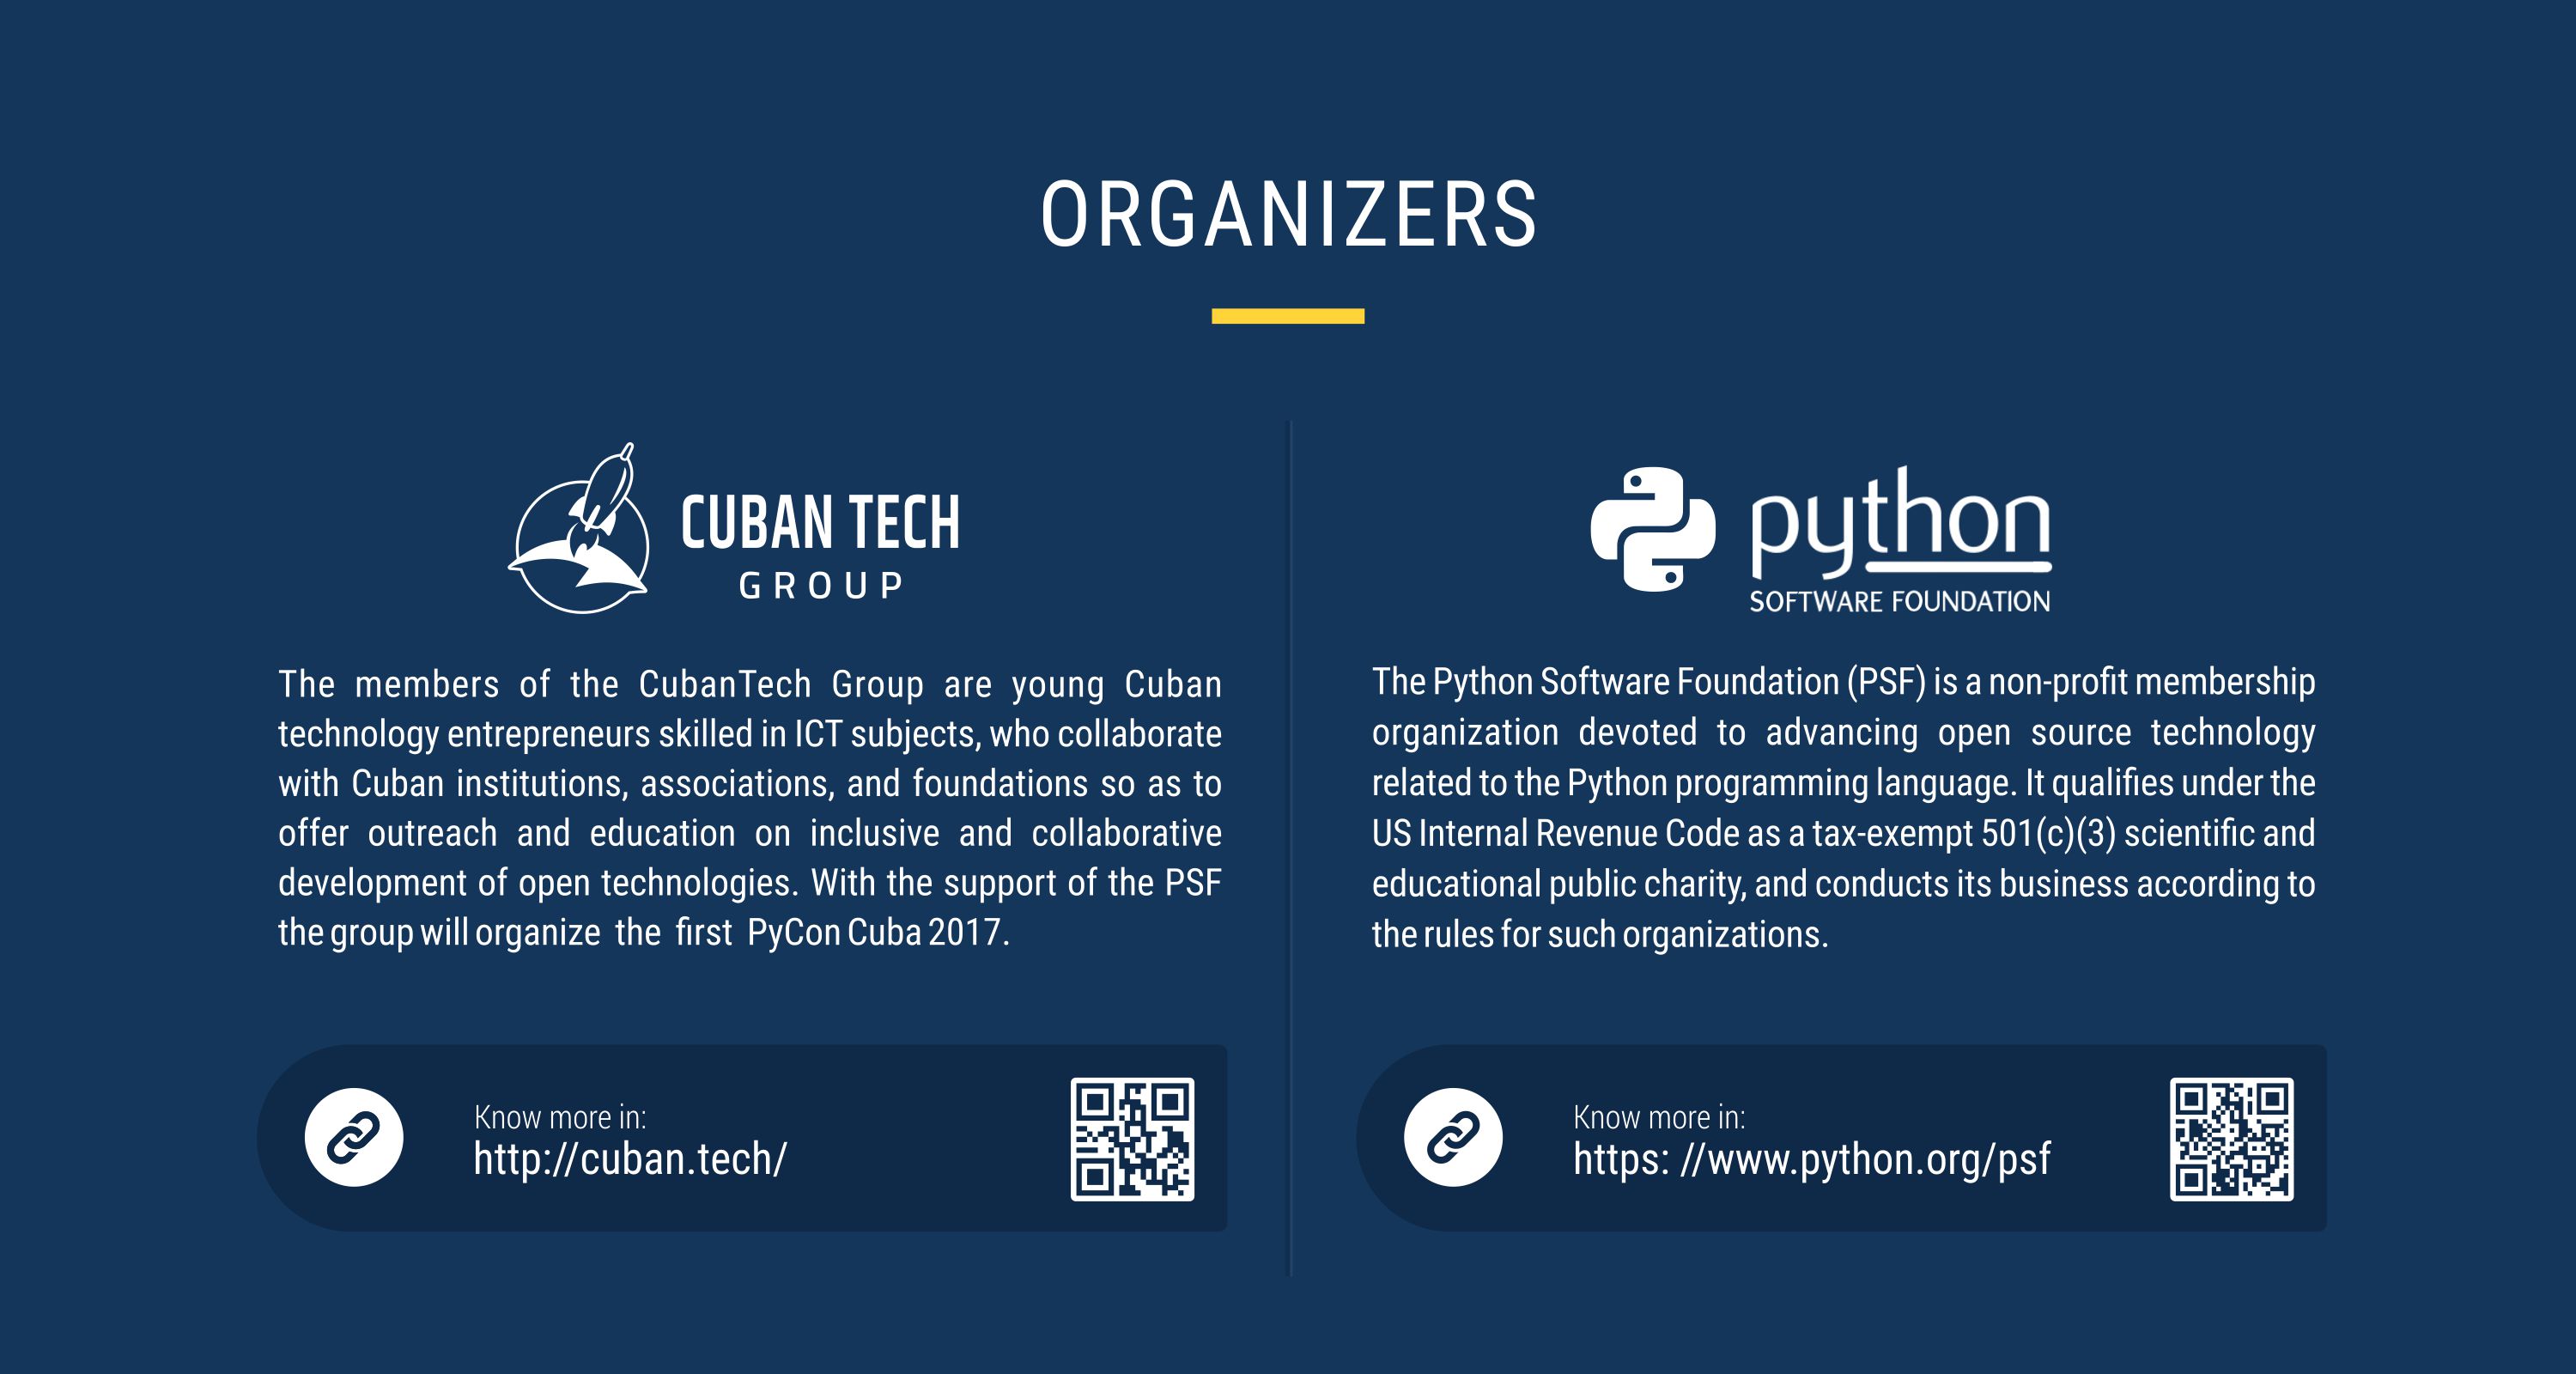 ORGANIZERS
CUBAN TECH
GROUP
The members of the CubanTech Group are young Cuban
technology entrepreneurs skilled in ICT subjects, who collaborate
with Cuban institutions, associations, and foundations so as to
offer outreach and education on inclusive and collaborative
development of open technologies. With the support of the PSF
the group will organize the first PyCon Cuba 2017.
Know more in:
http://cuban.tech/
python
SOFTWARE FOUNDATION
The Python Software Foundation (PSF) is a non-profit membership
organization devoted to advancing open source technology
related to the Python programming language. It qualifies under the
US Internal Revenue Code as a tax-exempt 501(c)(3) scientific and
educational public charity, and conducts its business according to
the rules for such organizations.
Know more in:
https: //www.python.org/psf